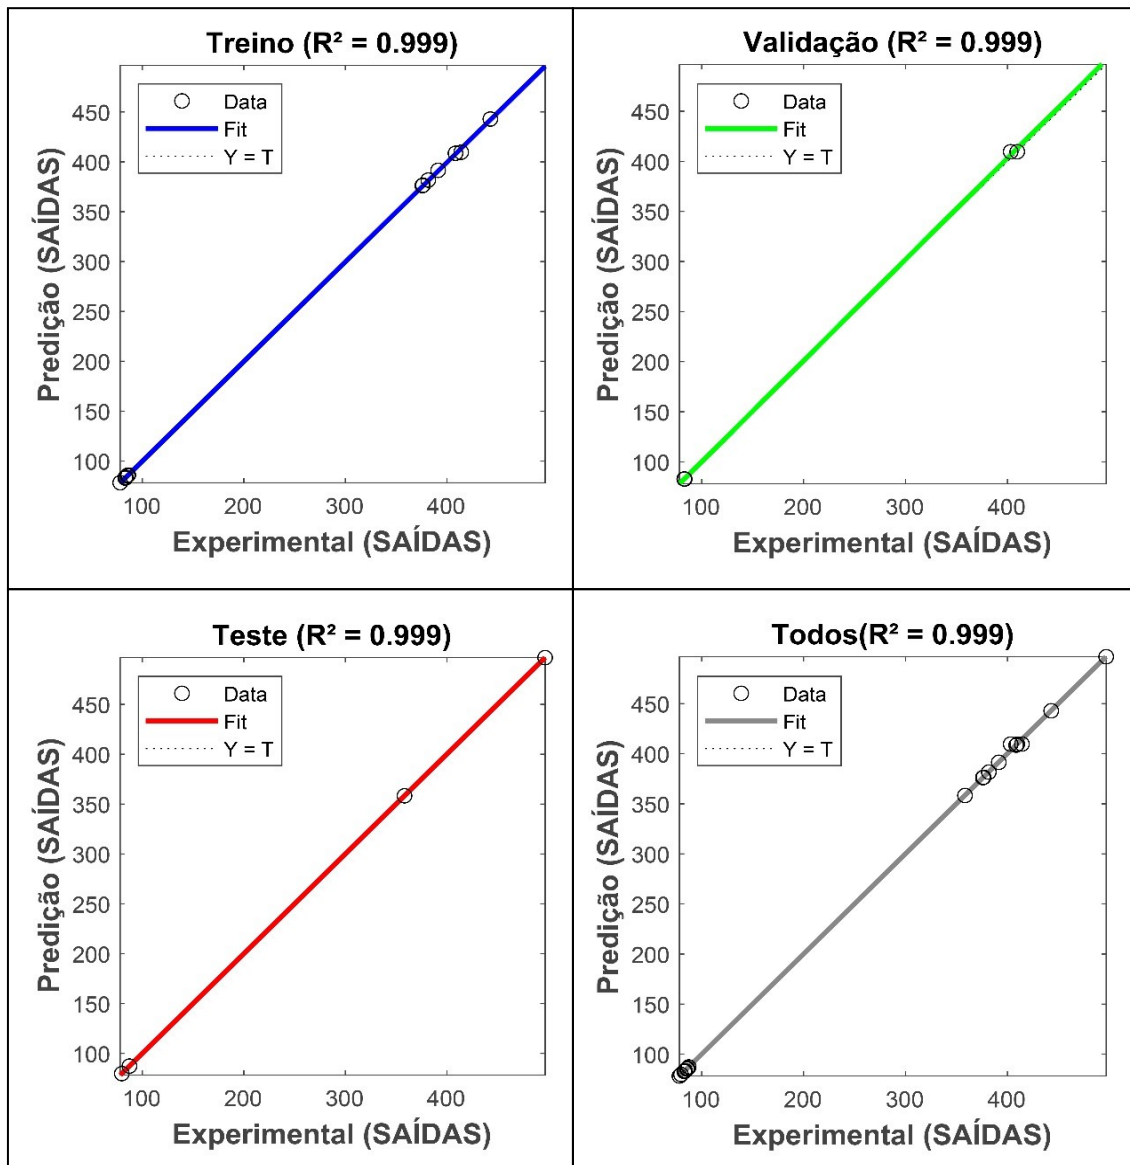 Treino (R² = 0.999)
Data
Fit
Y = T
450
400
350
300
250
200
150
100
Predição (SAÍDAS)
100 200 300 400
Experimental (SAÍDAS)
Validação (R² = 0.999)
Data
Fit
Y = T
450
400
350
300
250
200
150
100
Predição (SAÍDAS)
100 200 300 400
Experimental (SAÍDAS)
Teste (R² = 0.999)
Data
Fit
Y = T
450
400
350
300
250
200
150
100
Predição (SAÍDAS)
100 200 300 400
Experimental (SAÍDAS)
Todos(R² = 0.999)
Data
Fit
Y = T
450
400
350
300
250
200
150
100
Predição (SAÍDAS)
100 200 300 400
Experimental (SAÍDAS)